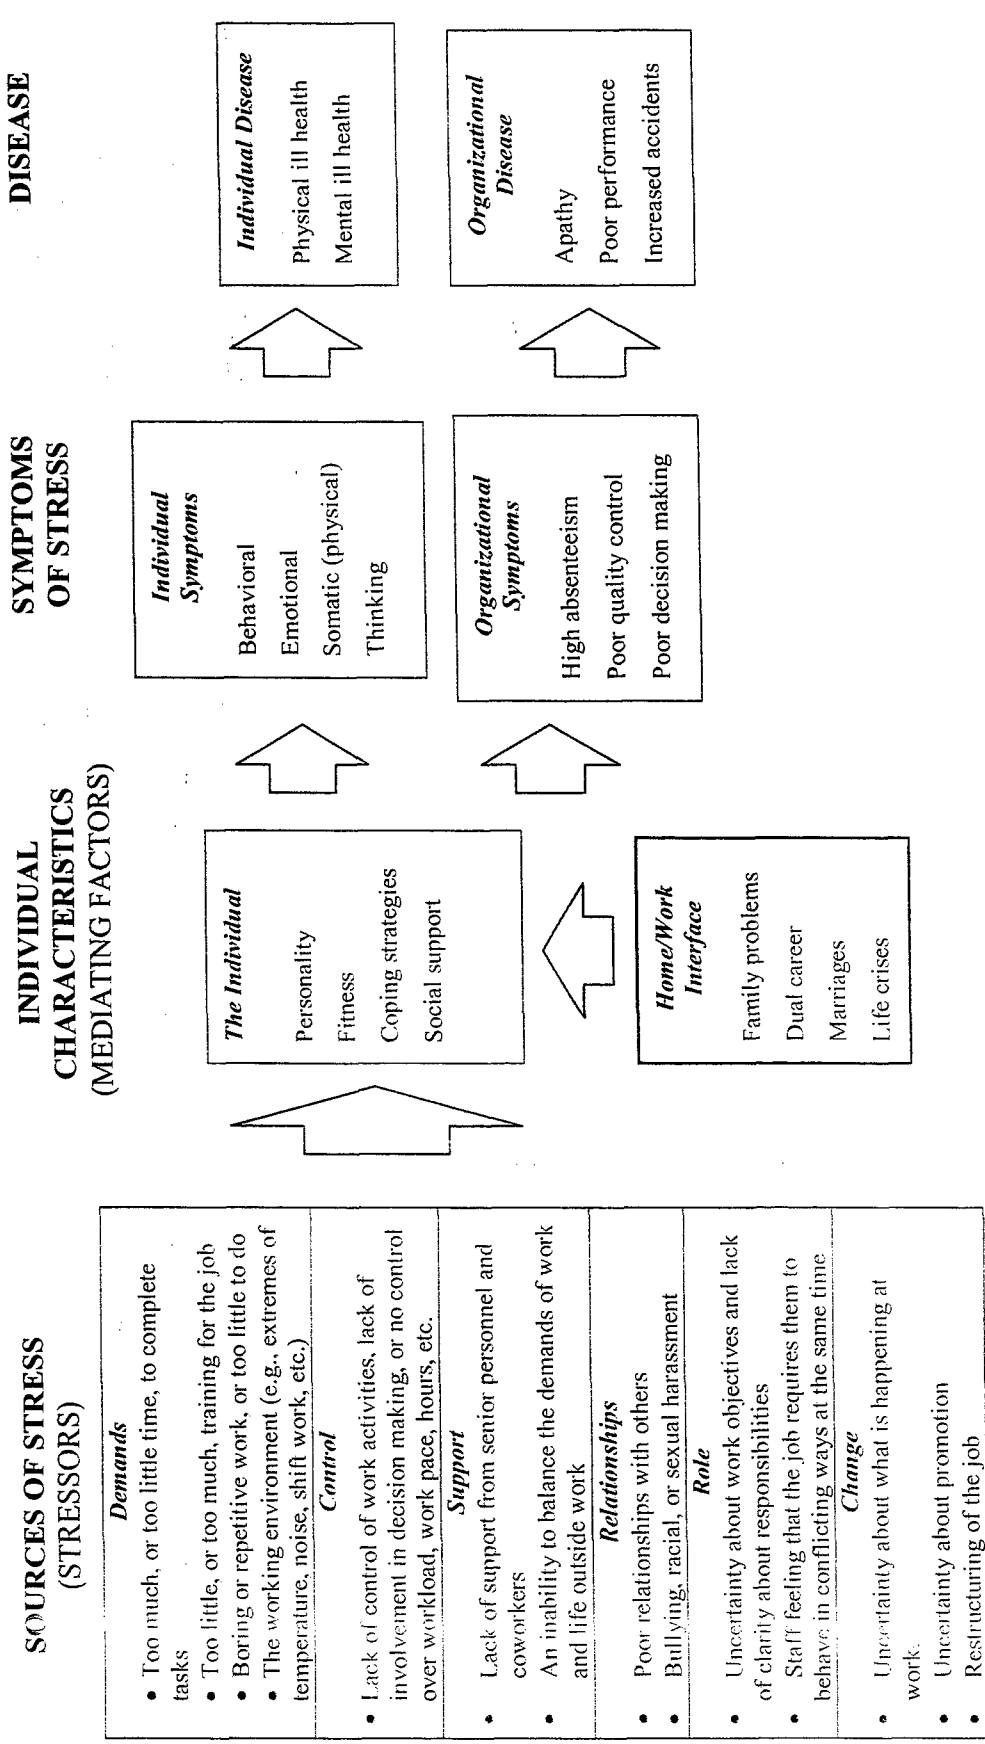 SOURCES OF STRESS
(STRESSORS)
Demands
• Too much, or too little time, to complete
tasks
• Too little, or too much, training for the job
• Boring or repetitive work, or too little to do
• The working environment (e.g., extremes of
temperature, noise, shift work, etc.)
Control
• Lack of control of work activities, lack of
involvement in decision making, or no control
over workload, work pace, hours, etc.
Support
• Lack of support from senior personnel and
coworkers
• An inability to balance the demands of work
and life outside work
Relationships
• Poor relationships with others
• Bullying, racial, or sexual harassment
Role
• Uncertainty about work objectives and lack
of clarity about responsibilities
• Staff feeling that the job requires them to
behave in conflicting ways at the same time
Change
• Uncertainty about what is happening at
work.
• Uncertainty about promotion
• Restructuring of the job
INDIVIDUAL
CHARACTERISTICS
(MEDIATING FACTORS)
The Individual
Personality
Fitness
Coping strategies
Social support
Home/Work
Interface
Family problems
Dual career
Marriages
Life crises
SYMPTOMS
OF STRESS
Individual
Symptoms
Behavioral
Emotional
Somatic (physical)
Thinking
Organizational
Symptoms
High absenteeism
Poor quality control
Poor decision making
DISEASE
Individual Disease
Physical ill health
Mental ill health
Organizational
Disease
Apathy
Poor performance
Increased accidents